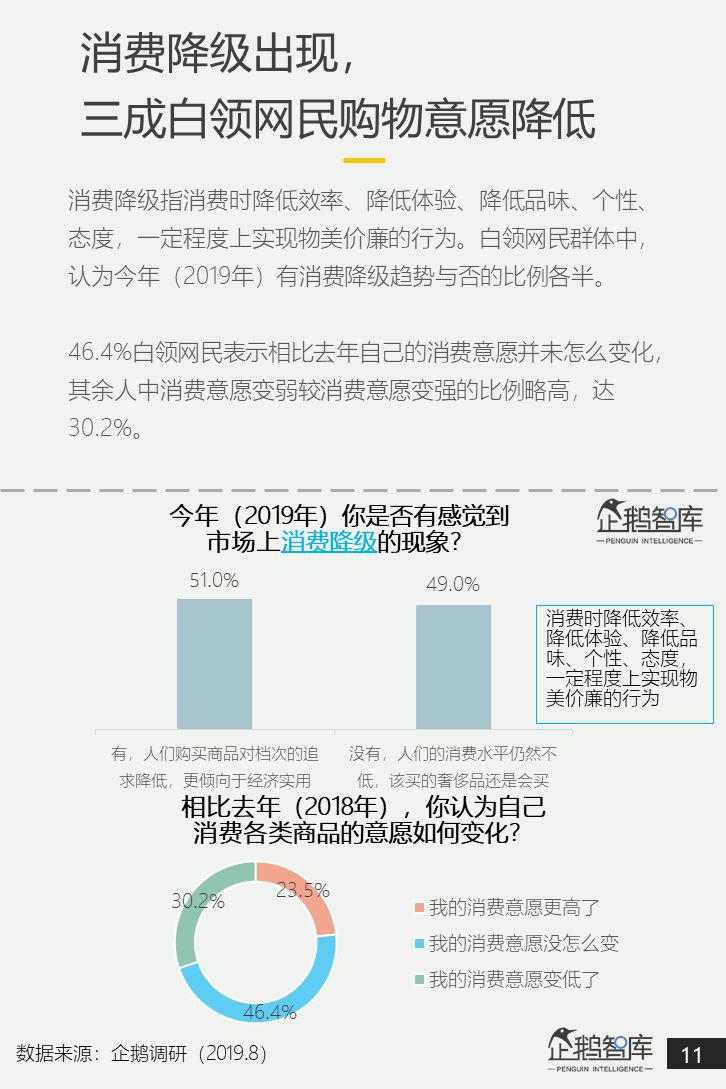 消费降级出现，
三成白领网民购物意愿降低
消费降级指消费时降低效率、降低体验、降低品味、个性、
态度，一定程度上实现物美价廉的行为。白领网民群体中，
认为今年（2019年）有消费降级趋势与否的比例各半。
46.4%白领网民表示相比去年自己的消费意愿并未怎么变化，
其余人中消费意愿变弱较消费意愿变强的比例略高，达
30.2%。
今年（2019年）你是否有感觉到
市场上消费降级的现象？
企鹅智库
PENGUIN INTELLIGENCE
51.0%
49.0%
消费时降低效率、
降低体验、降低品
味、个性、态度，
一定程度上实现物
美价廉的行为
有，人们购买商品对档次的追
求降低，更倾向于经济实用
没有，人们的消费水平仍然不
低，该买的奢侈品还是会买
相比去年（2018年），你认为自己
消费各类商品的意愿如何变化？
30.2%
23.5%
46.4%
我的消费意愿更高了
我的消费意愿没怎么变
我的消费意愿变低了
数据来源：企鹅调研（2019.8）
企鹅智库
PENGUIN INTELLIGENCE
11